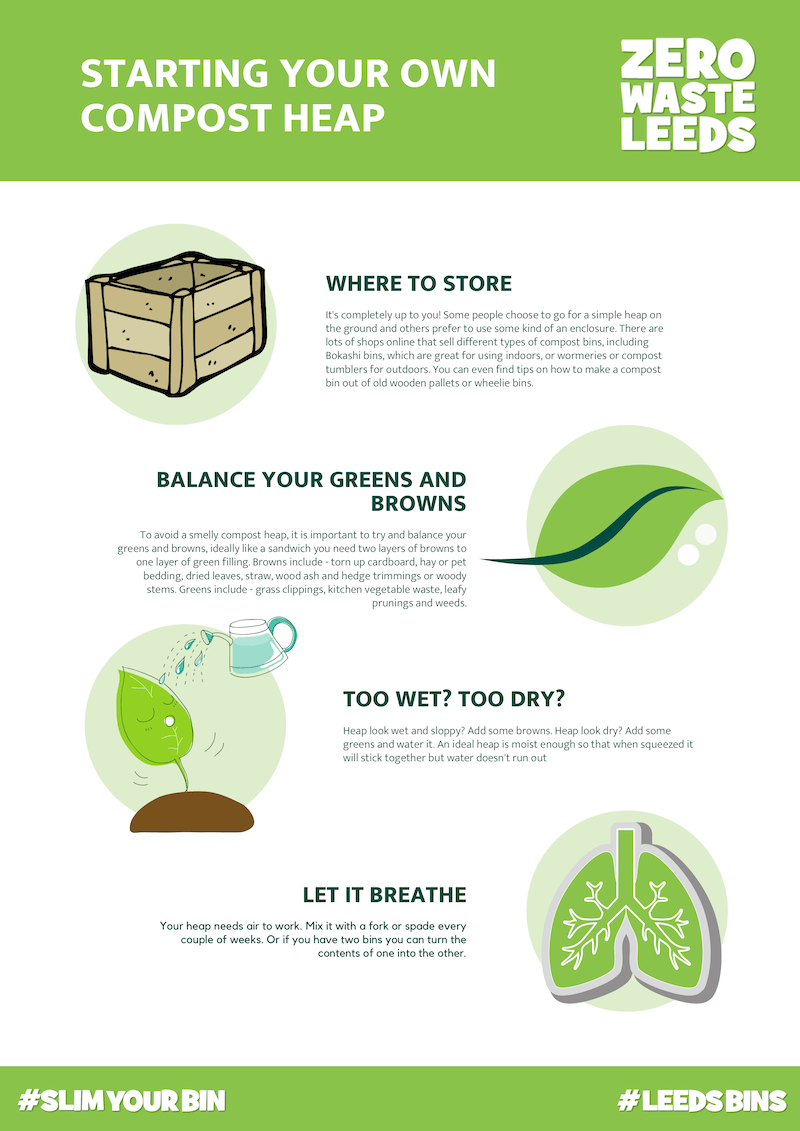 STARTING YOUR OWN
COMPOST HEAP
ZERO
WASTE
LEEDS
WHERE TO STORE
It's completely up to you! Some people choose to go for a simple heap on
the ground and others prefer to use some kind of an enclosure. There are
lots of shops online that sell different types of compost bins, including
Bokashi bins, which are great for using indoors, or wormeries or compost
tumblers for outdoors. You can even find tips on how to make a compost
bin out of old wooden pallets or wheelie bins.
BALANCE YOUR GREENS AND
BROWNS
To avoid a smelly compost heap, it is important to try and balance your
greens and browns, ideally like a sandwich you need two layers of browns to
one layer of green filling. Browns include - torn up cardboard, hay or pet
bedding, dried leaves, straw, wood ash and hedge trimmings or woody
stems. Greens include - grass clippings, kitchen vegetable waste, leafy
prunings and weeds.
TOO WET? TOO DRY?
Heap look wet and sloppy? Add some browns. Heap look dry? Add some
greens and water it. An ideal heap is moist enough so that when squeezed it
will stick together but water doesn't run out
LET IT BREATHE
Your heap needs air to work. Mix it with a fork or spade every
couple of weeks. Or if you have two bins you can turn the
contents of one into the other.
#SLIM YOUR BIN
#LEEDS BINS